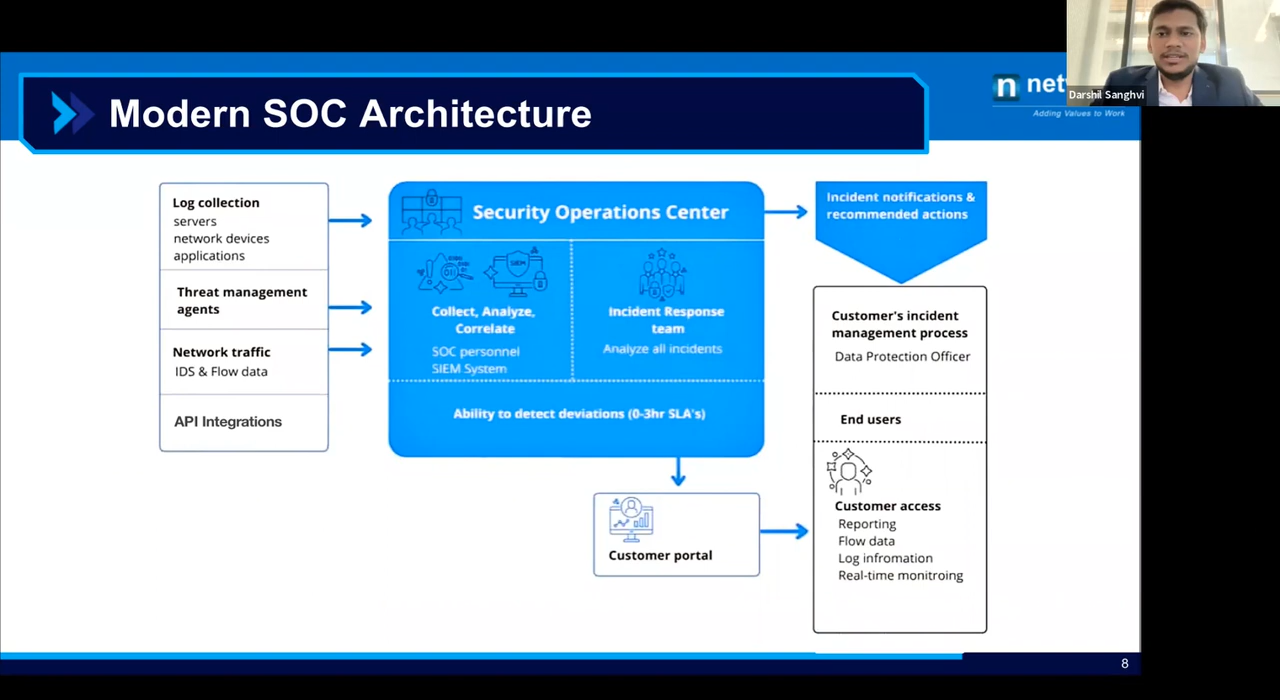 Modern SOC Architecture
n net
Adding Values to Work
Darshil Sanghvi
Log collection
servers
network devices
applications
Threat management
agents
Network traffic
IDS & Flow data
API Integrations
Security Operations Center
SIEM
Collect, Analyze,
Correlate
SOC personnel
SIEM System
Incident Response
team
Analyze all incidents
Ability to detect deviations (0-3hr SLA's)
Incident notifications &
recommended actions
Customer's incident
management process
Data Protection Officer
End users
Customer access
Reporting
Flow data
Log infromation
Real-time monitroing
Customer portal
8